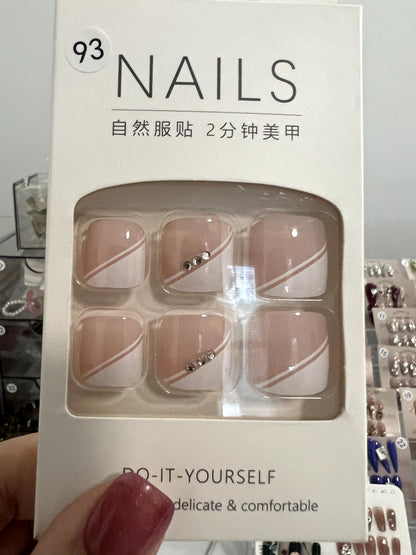 93
NAILS
自然服贴 2分钟美甲
DO-IT-YOURSELF
delicate & comfortable